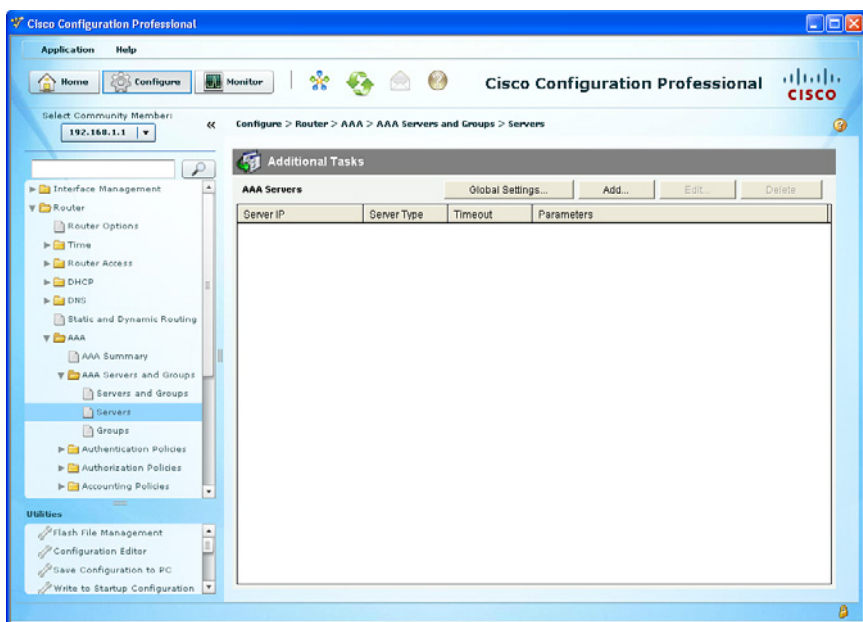 Cisco Configuration Professional
Application Help
Home Configure Monitor Cisco Configuration Professional CISCO
Select Community Member:
192.168.1.1
«
Configure > Router > AAA > AAA Servers and Groups > Servers
Additional Tasks
AAA Servers Global Settings... Add... Edit... Delete
Server IP Server Type Timeout Parameters
Interface Management
Router
Router Options
Time
Router Access
DHCP
DNS
Static and Dynamic Routing
AAA
AAA Summary
AAA Servers and Groups
Servers and Groups
Servers
Groups
Authentication Policies
Authorization Policies
Accounting Policies
Utilities
Flash File Management
Configuration Editor
Save Configuration to PC
Write to Startup Configuration